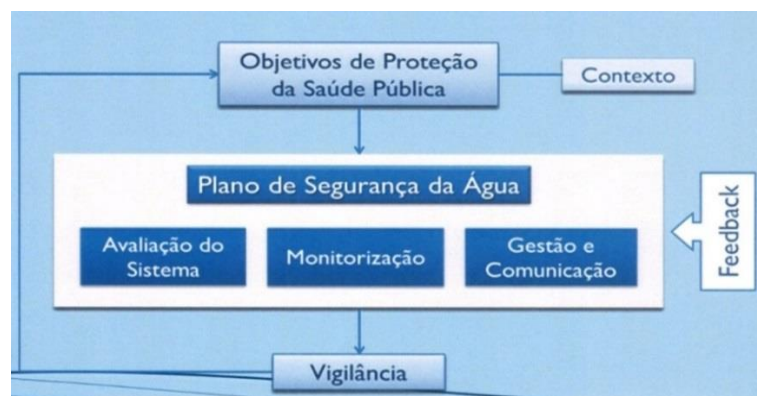 Objetivos de Proteção
da Saúde Pública
Contexto
Plano de Segurança da Água
Avaliação do
Sistema
Monitorização
Gestão e
Comunicação
Feedback
Vigilância